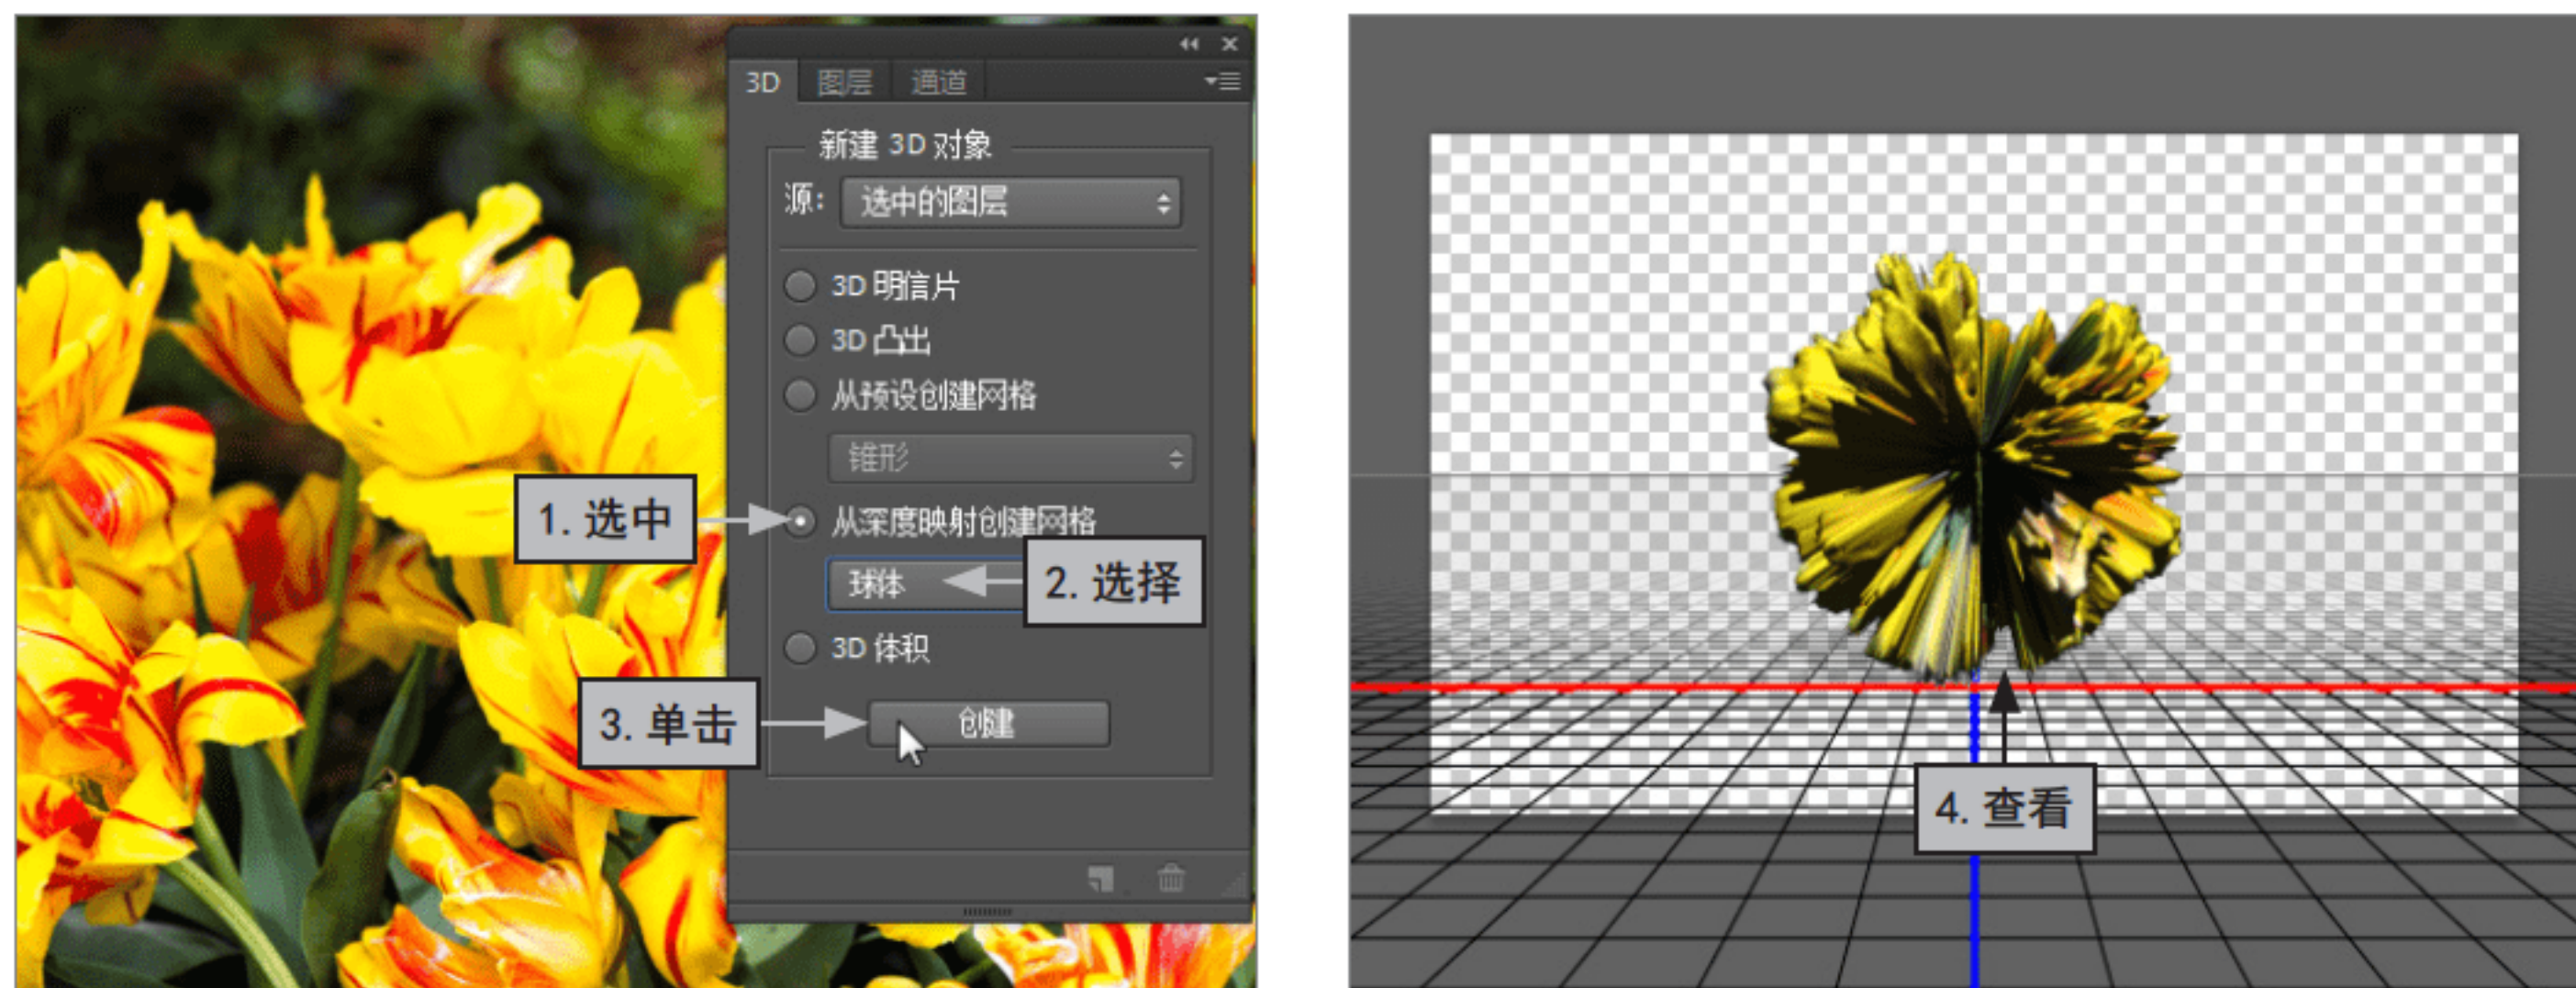 3D 图层 通道
新建 3D 对象
源: 选中的图层
3D 明信片
3D 凸出
从预设创建网格
锥形
1. 选中
从深度映射创建网格
球体
2. 选择
3D 体积
3. 单击
创建
4. 查看